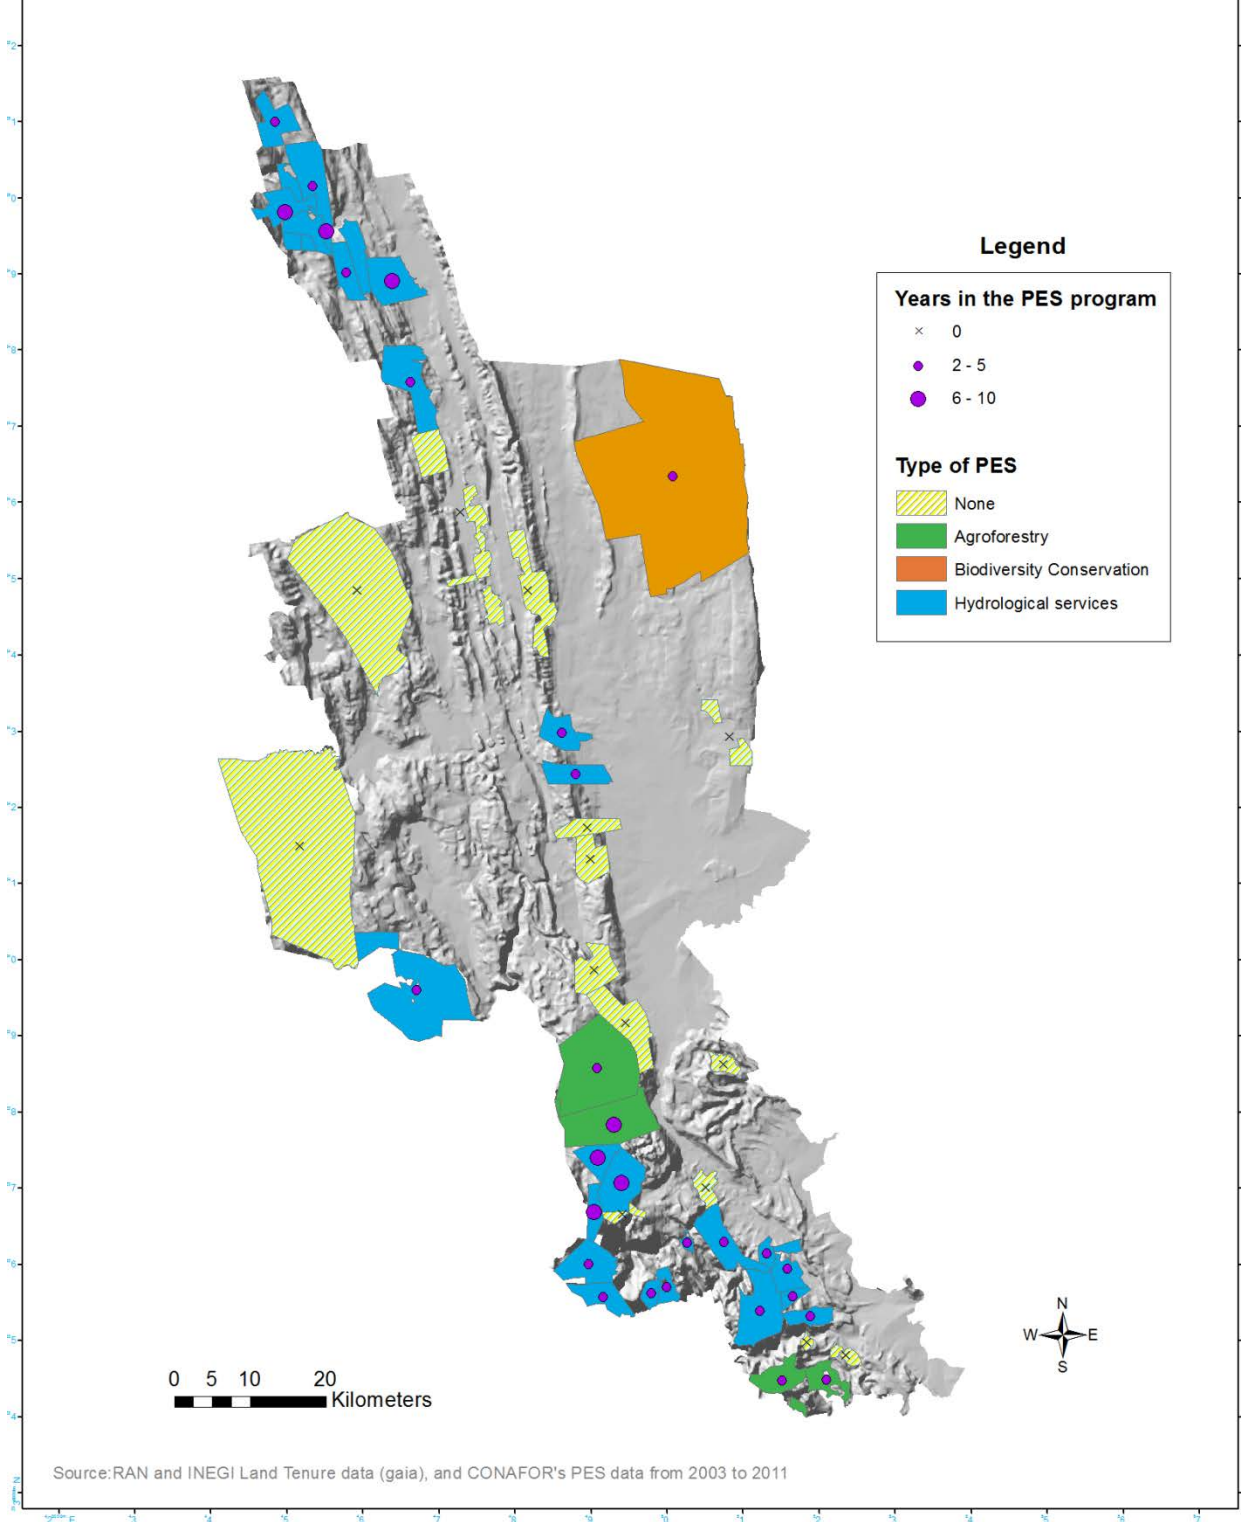 Legend
Years in the PES program
0
2 - 5
6 - 10
Type of PES
None
Agroforestry
Biodiversity Conservation
Hydrological services
N
W E
S
0 5 10 20
Kilometers
Source:RAN and INEGI Land Tenure data (gaia), and CONAFOR's PES data from 2003 to 2011